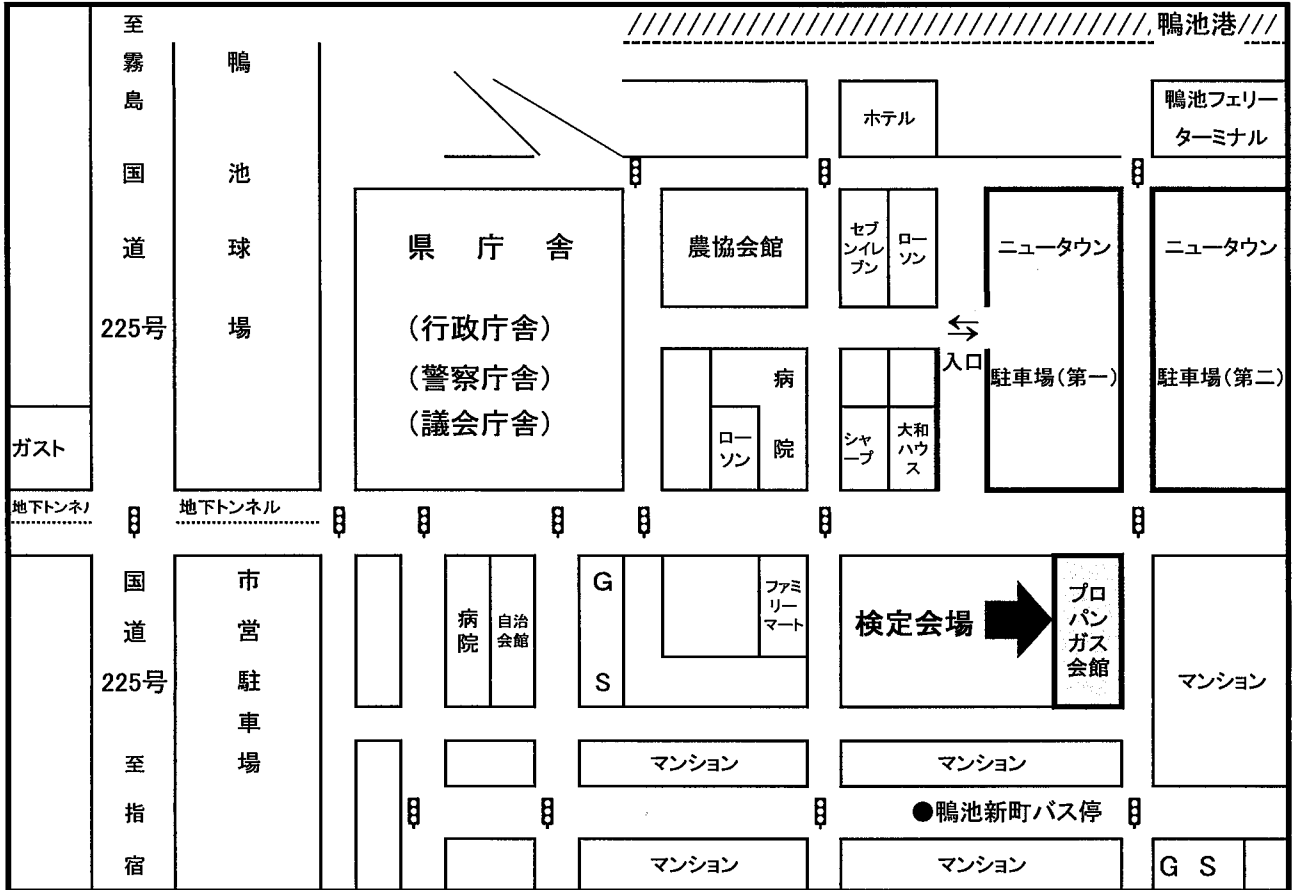 至霧島
国道225号
鴨池球場
鴨池港
ホテル
鴨池フェリー
ターミナル
県庁舎
(行政庁舎)
(警察庁舎)
(議会庁舎)
農協会館
セブ
ンイレ
ブン
ロー
ソン
ニュータウン
駐車場(第一)
ニュータウン
駐車場(第二)
⇆
入口
病院
ロー
ソン
シャ
ープ
大和
ハウ
ス
ガスト
地下トンネル
地下トンネル
国道225号
至指宿
市営駐車場
病院
自治
会館
GS
ファミ
リー
マート
検定会場
プロ
パン
ガス
会館
マンション
マンション
マンション
●鴨池新町バス停
マンション
マンション
GS